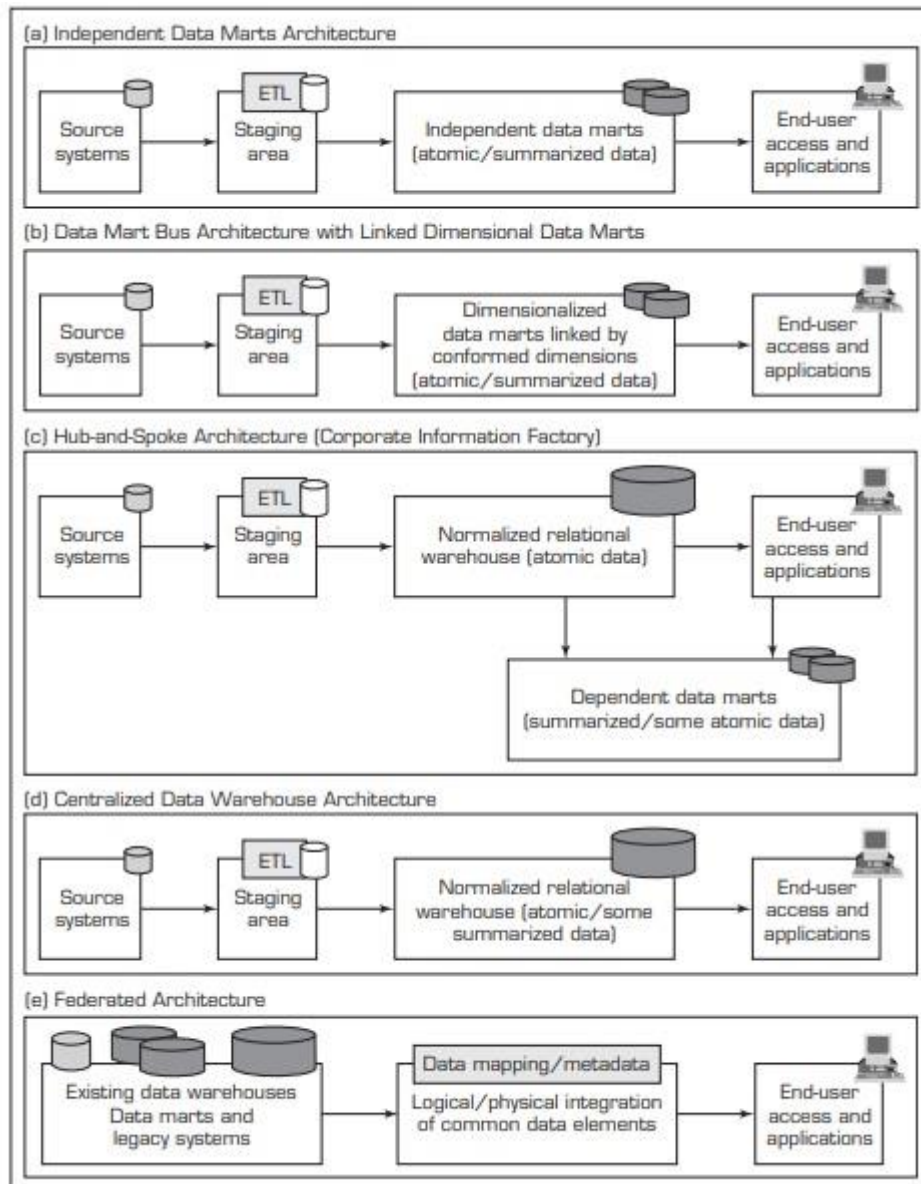 (a) Independent Data Marts Architecture
ETL
Source
systems
Staging
area
Independent data marts
(atomic/summarized data)
End-user
access and
applications
(b) Data Mart Bus Architecture with Linked Dimensional Data Marts
ETL
Source
systems
Staging
area
Dimensionalized
data marts linked by
conformed dimensions
(atomic/summarized data)
End-user
access and
applications
(c) Hub-and-Spoke Architecture (Corporate Information Factory)
ETL
Source
systems
Staging
area
Normalized relational
warehouse (atomic data)
End-user
access and
applications
Dependent data marts
(summarized/some atomic data)
(d) Centralized Data Warehouse Architecture
ETL
Source
systems
Staging
area
Normalized relational
warehouse (atomic/some
summarized data)
End-user
access and
applications
(e) Federated Architecture
Existing data warehouses
Data marts and
legacy systems
Data mapping/metadata
Logical/physical integration
of common data elements
End-user
access and
applications